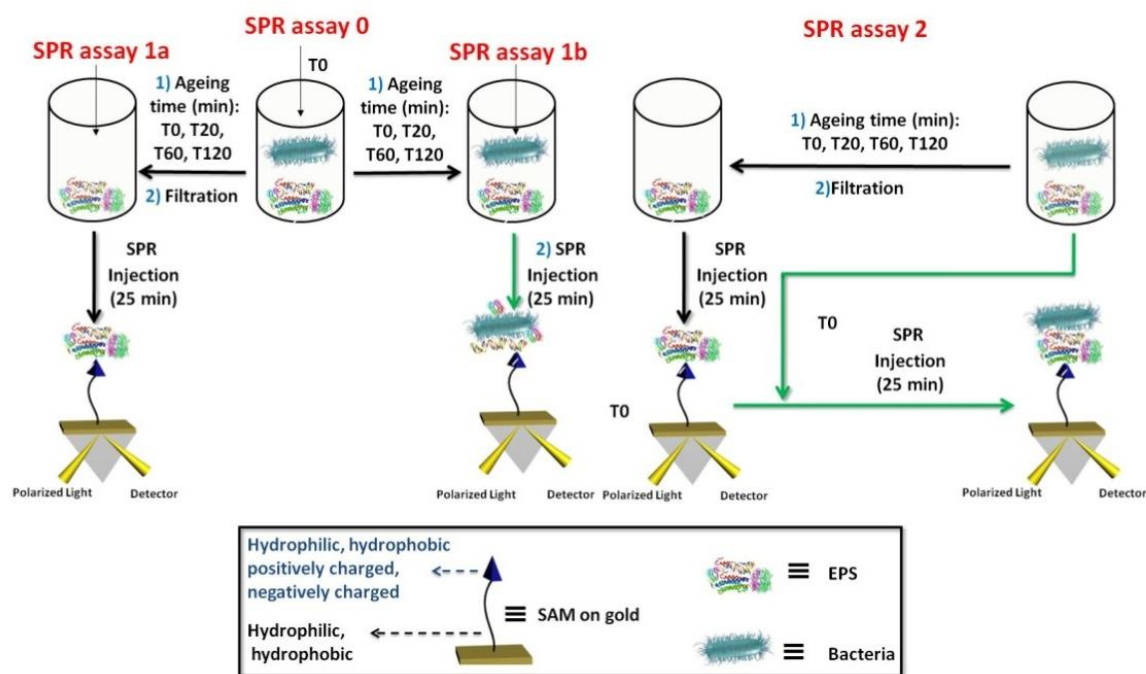 SPR assay 1a
SPR assay 0
SPR assay 1b
SPR assay 2
T0
1) Ageing
time (min):
T0, T20,
T60, T120
2) Filtration
1) Ageing
time (min):
T0, T20,
T60, T120
1) Ageing time (min):
T0, T20, T60, T120
2)Filtration
SPR
Injection
(25 min)
2) SPR
Injection
(25 min)
SPR
Injection
(25 min)
T0
SPR
Injection
(25 min)
T0
Polarized Light
Detector
Polarized Light
Detector
Polarized Light
Detector
Polarized Light
Detector
Hydrophilic, hydrophobic
positively charged,
negatively charged
Hydrophilic,
hydrophobic
≡ SAM on gold
≡ EPS
≡ Bacteria